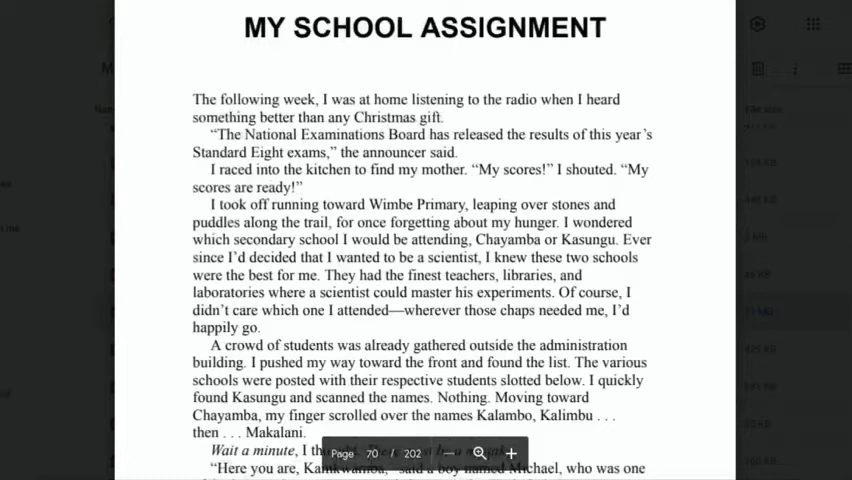 MY SCHOOL ASSIGNMENT
The following week, I was at home listening to the radio when I heard
something better than any Christmas gift.
“The National Examinations Board has released the results of this year’s
Standard Eight exams,” the announcer said.
I raced into the kitchen to find my mother. “My scores!” I shouted. “My
scores are ready!”
I took off running toward Wimbe Primary, leaping over stones and
puddles along the trail, for once forgetting about my hunger. I wondered
which secondary school I would be attending, Chayamba or Kasungu. Ever
since I’d decided that I wanted to be a scientist, I knew these two schools
were the best for me. They had the finest teachers, libraries, and
laboratories where a scientist could master his experiments. Of course, I
didn’t care which one I attended—wherever those chaps needed me, I’d
happily go.
A crowd of students was already gathered outside the administration
building. I pushed my way toward the front and found the list. The various
schools were posted with their respective students slotted below. I quickly
found Kasungu and scanned the names. Nothing. Moving toward
Chayamba, my finger scrolled over the names Kalambo, Kalimbu . . .
then . . . Makalani.
Wait a minute, I
“Here you are, Kamkwamba,” said a boy named Michael, who was one
Page 70 / 202
File size